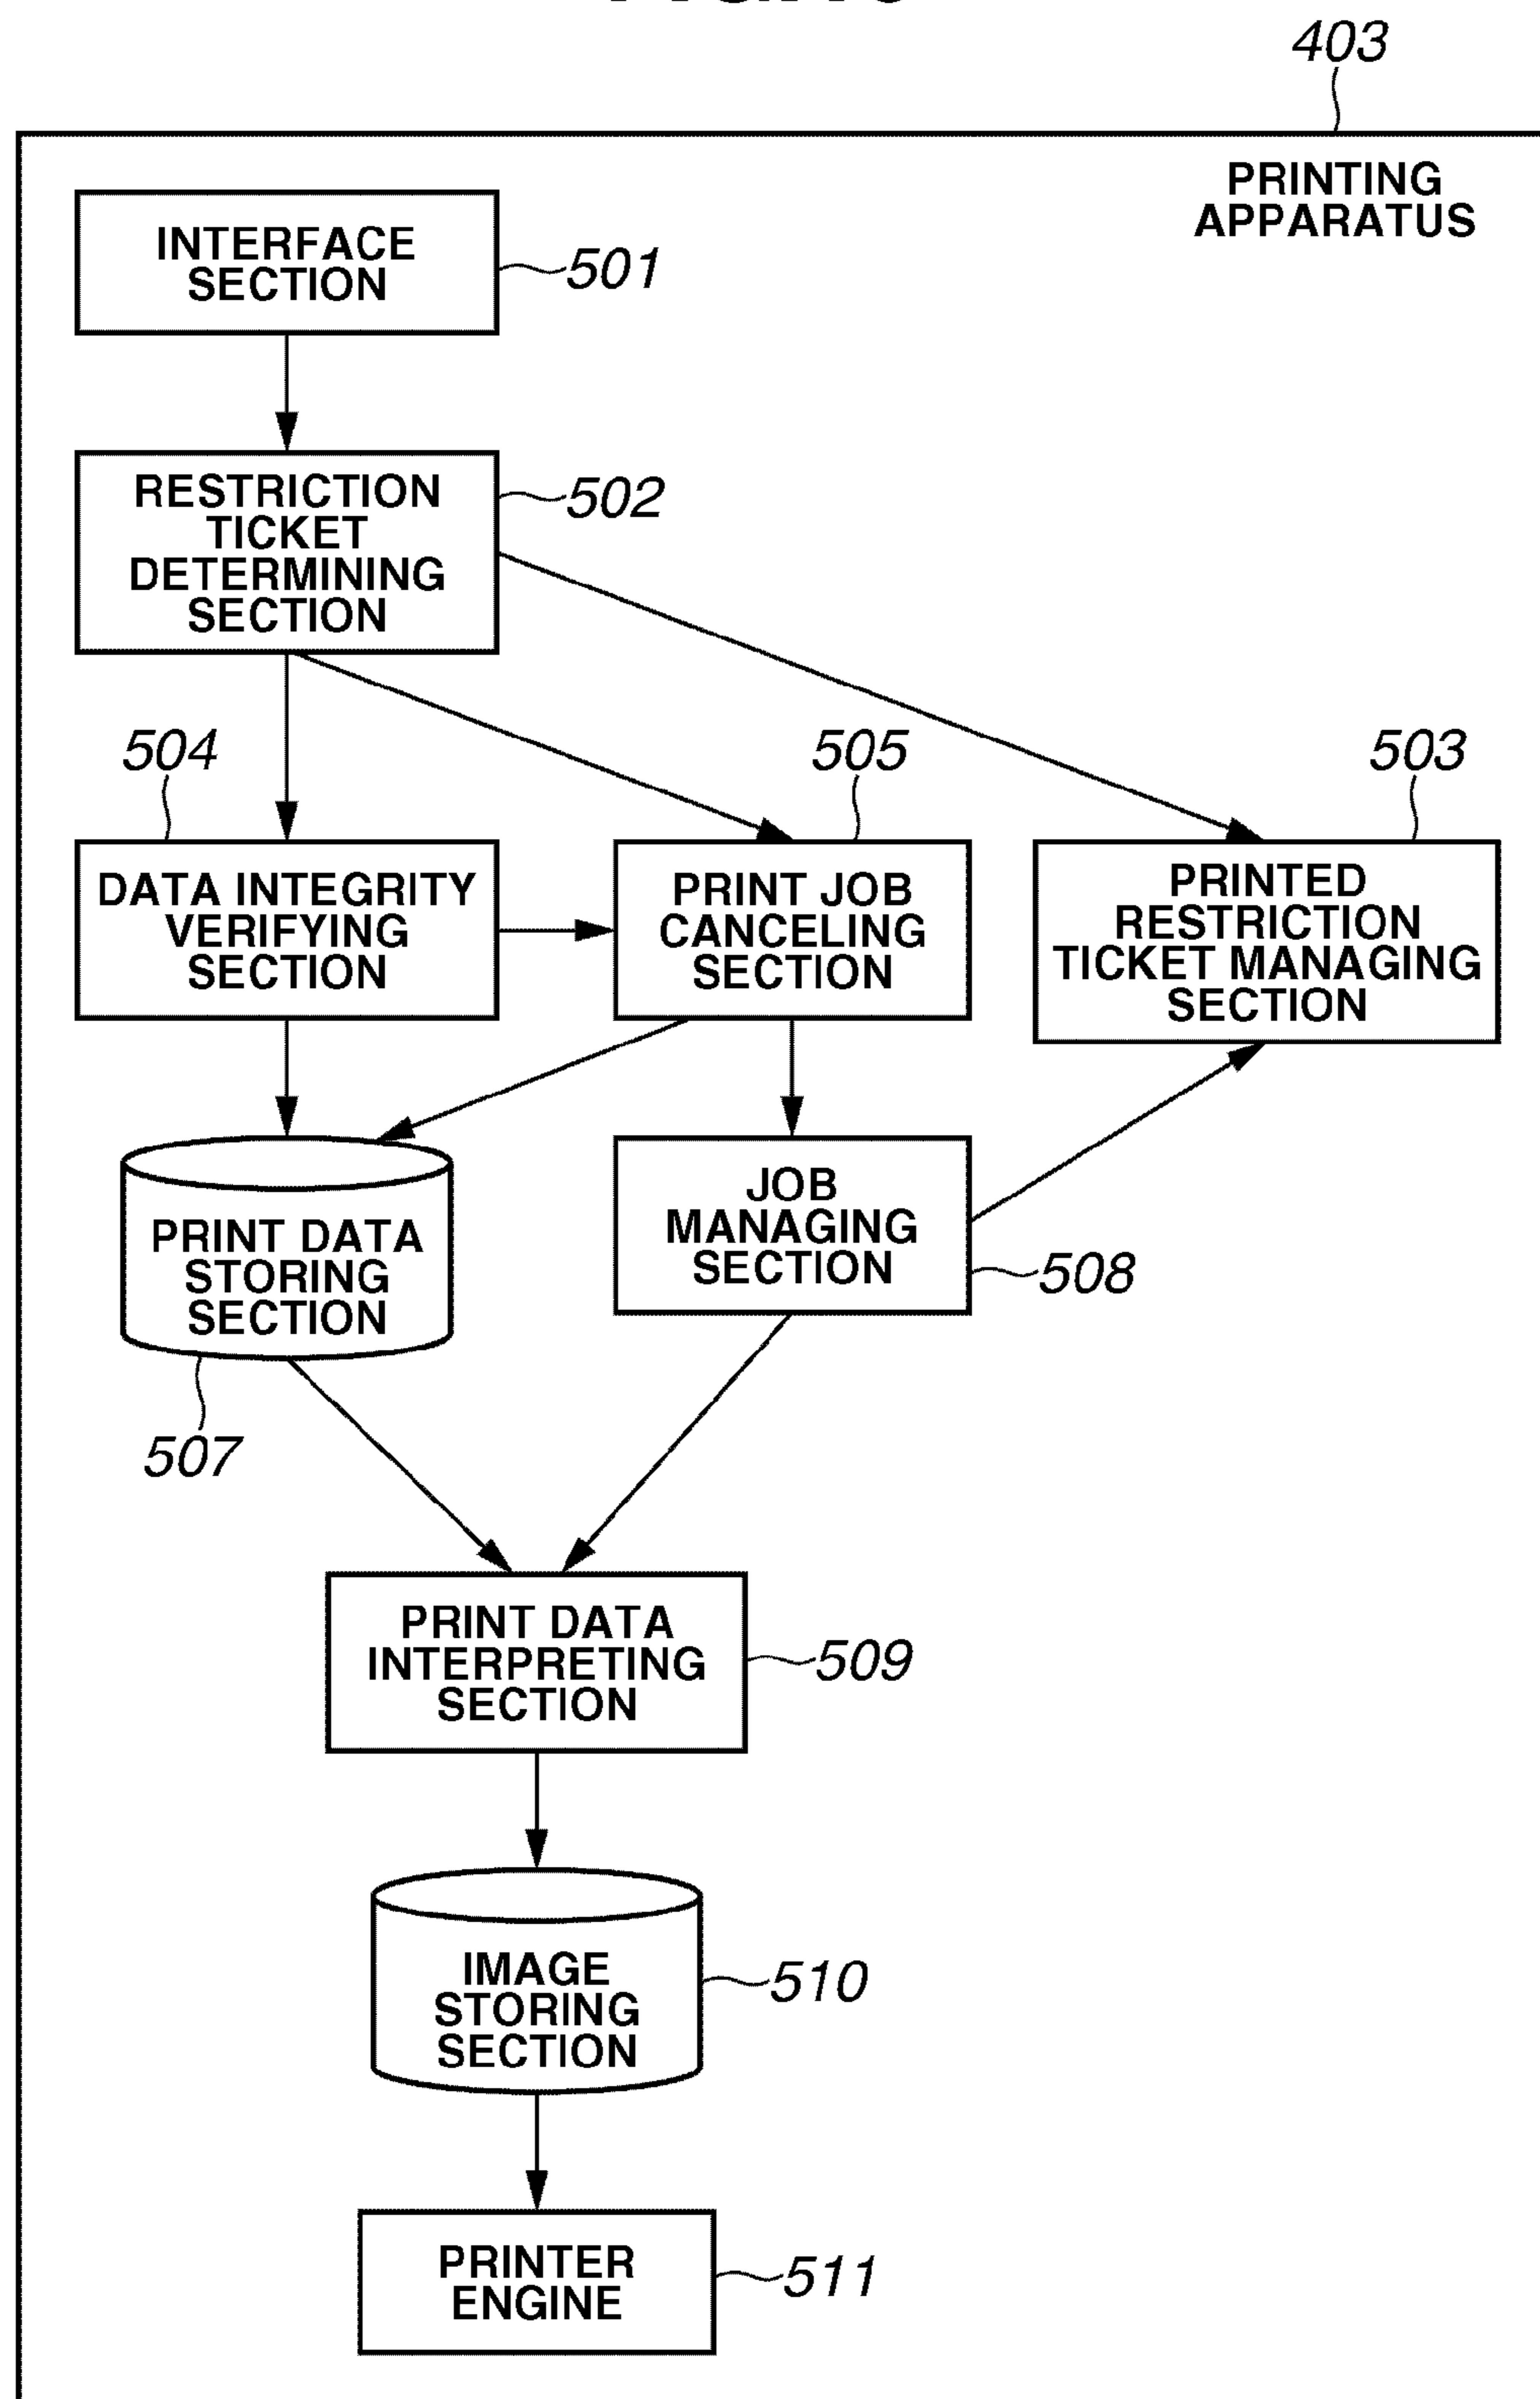 403
PRINTING
APPARATUS
INTERFACE
SECTION
501
RESTRICTION
TICKET
DETERMINING
SECTION
502
504
505
503
DATA INTEGRITY
VERIFYING
SECTION
PRINT JOB
CANCELING
SECTION
PRINTED
RESTRICTION
TICKET MANAGING
SECTION
PRINT DATA
STORING
SECTION
507
JOB
MANAGING
SECTION
508
PRINT DATA
INTERPRETING
SECTION
509
IMAGE
STORING
SECTION
510
PRINTER
ENGINE
511